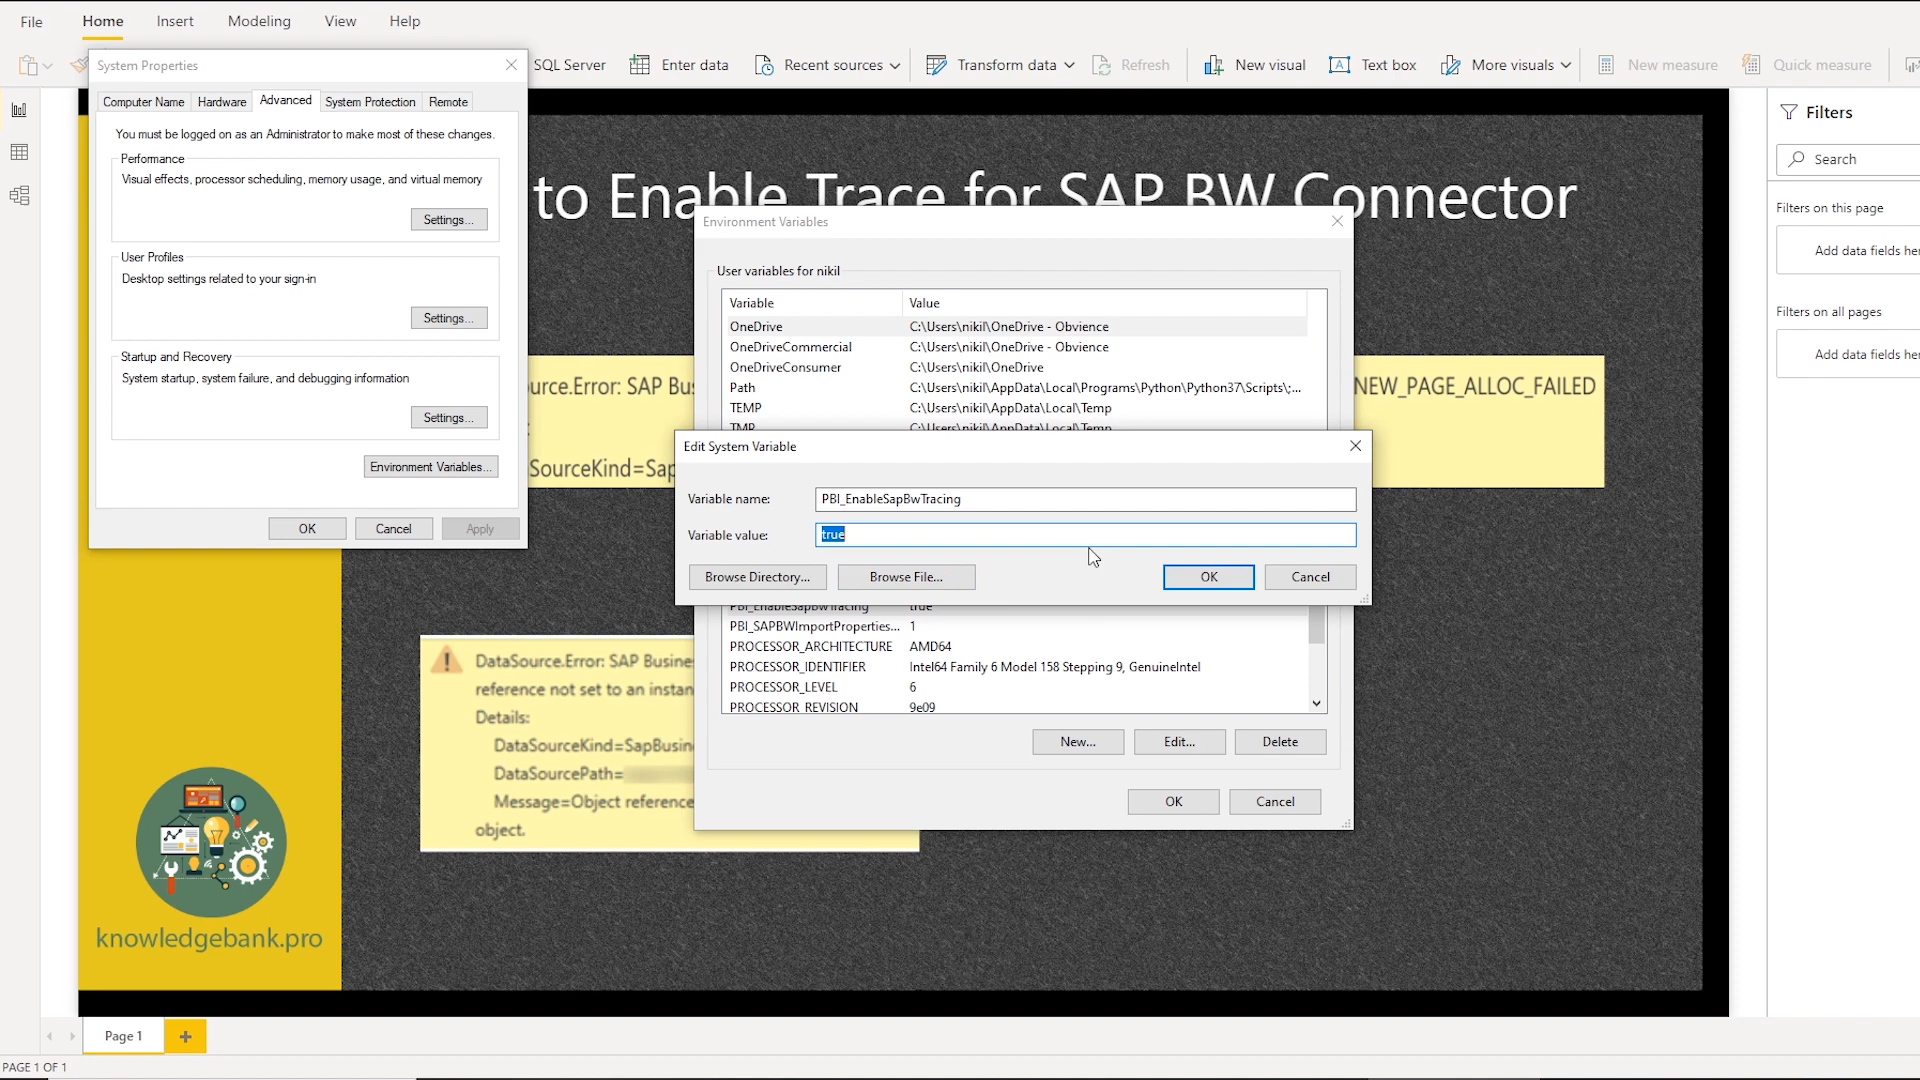 File
Home
Insert
Modeling
View
Help
SQL Server
Enter data
Recent sources
Transform data
Refresh
New visual
Text box
More visuals
New measure
Quick measure
System Properties
Computer Name
Hardware
Advanced
System Protection
Remote
You must be logged on as an Administrator to make most of these changes.
Performance
Visual effects, processor scheduling, memory usage, and virtual memory
Settings...
User Profiles
Desktop settings related to your sign-in
Settings...
Startup and Recovery
System startup, system failure, and debugging information
Settings...
Environment Variables...
OK
Cancel
Apply
to Enable Trace for SAP BW Connector
Environment Variables
User variables for nikil
Variable Value
OneDrive C:\Users\nikil\OneDrive - Obvience
OneDriveCommercial C:\Users\nikil\OneDrive - Obvience
OneDriveConsumer C:\Users\nikil\OneDrive
Path C:\Users\nikil\AppData\Local\Programs\Python\Python37\Scripts\;...
TEMP C:\Users\nikil\AppData\Local\Temp
TMP C:\Users\nikil\AppData\Local\Temp
urce.Error: SAP Bus
NEW_PAGE_ALLOC_FAILED
SourceKind=Sap
Edit System Variable
Variable name: PBI_EnableSapBwTracing
Variable value: true
Browse Directory...
Browse File...
OK
Cancel
PBI_EnableSapBwTracing true
PBI_SAPBWImportProperties... 1
PROCESSOR_ARCHITECTURE AMD64
PROCESSOR_IDENTIFIER Intel64 Family 6 Model 158 Stepping 9, GenuineIntel
PROCESSOR_LEVEL 6
PROCESSOR_REVISION 9e09
New...
Edit...
Delete
OK
Cancel
DataSource.Error: SAP Busine
reference not set to an instan
Details:
DataSourceKind=SapBusin
DataSourcePath=
Message=Object reference
object.
knowledgebank.pro
Filters
Search
Filters on this page
Add data fields her
Filters on all pages
Add data fields her
Page 1
PAGE 1 OF 1